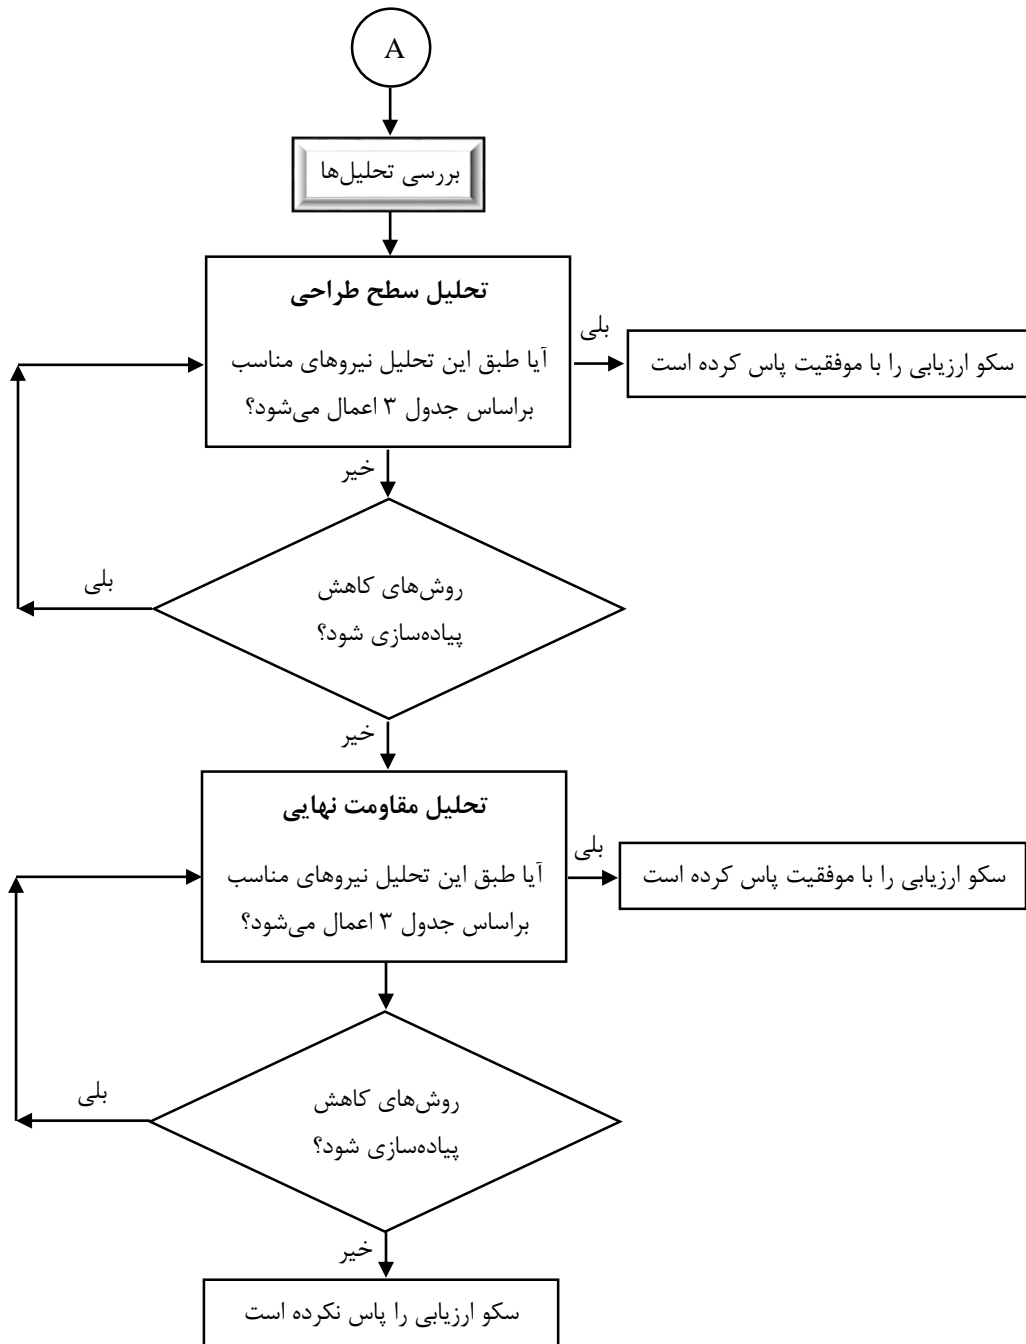 A
بررسی تحلیل‌ها
تحلیل سطح طراحی
آیا طبق این تحلیل نیروهای مناسب
براساس جدول ۳ اعمال می‌شود؟
بلی
سکو ارزیابی را با موفقیت پاس کرده است
خیر
روش‌های کاهش
پیاده‌سازی شود؟
بلی
خیر
تحلیل مقاومت نهایی
آیا طبق این تحلیل نیروهای مناسب
براساس جدول ۳ اعمال می‌شود؟
بلی
سکو ارزیابی را با موفقیت پاس کرده است
روش‌های کاهش
پیاده‌سازی شود؟
بلی
خیر
سکو ارزیابی را پاس نکرده است